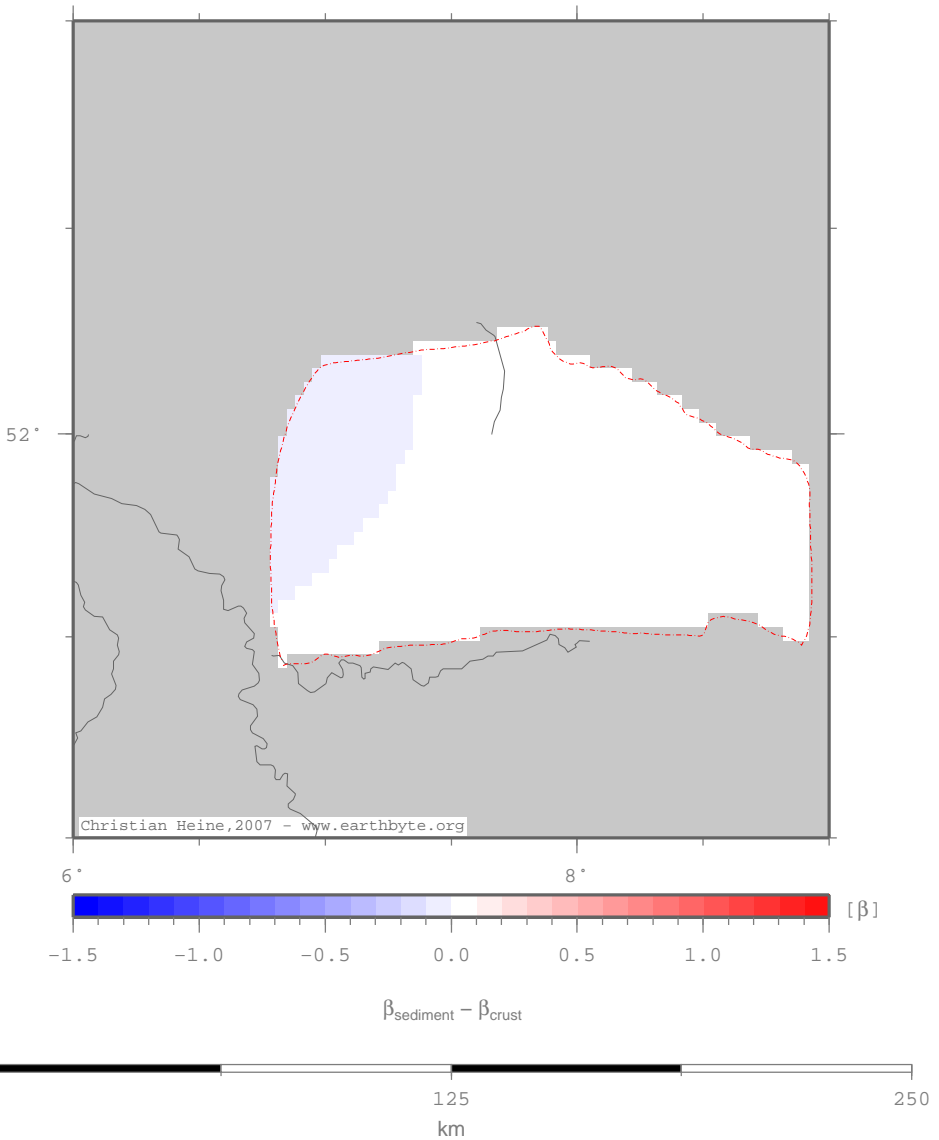 52°
Christian Heine,2007 - www.earthbyte.org
6° 8°
[β]
-1.5 -1.0 -0.5 0.0 0.5 1.0 1.5
βsediment – βcrust
125 250
km